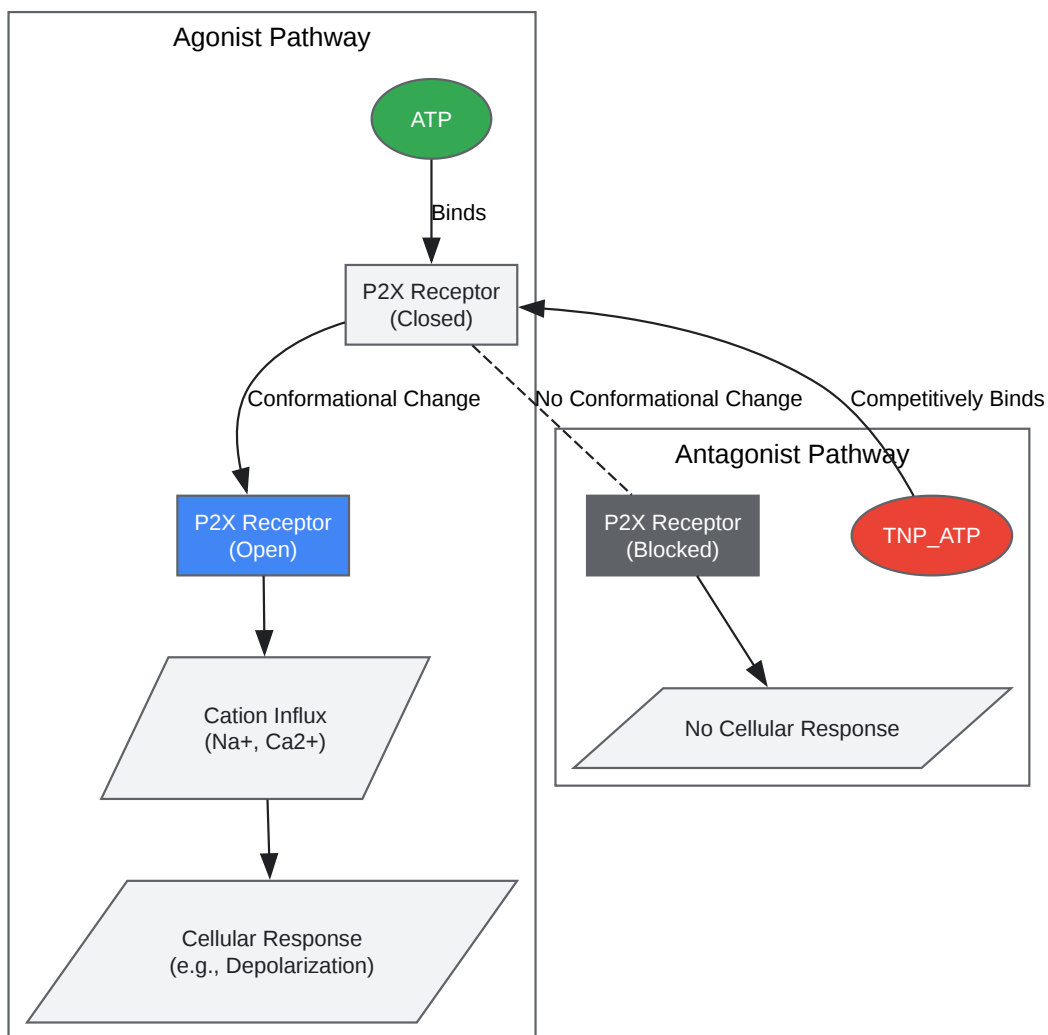 Agonist Pathway
ATP
Binds
P2X Receptor
(Closed)
Conformational Change
No Conformational Change
Competitively Binds
Antagonist Pathway
P2X Receptor
(Open)
P2X Receptor
(Blocked)
TNP_ATP
Cation Influx
(Na+, Ca2+)
No Cellular Response
Cellular Response
(e.g., Depolarization)